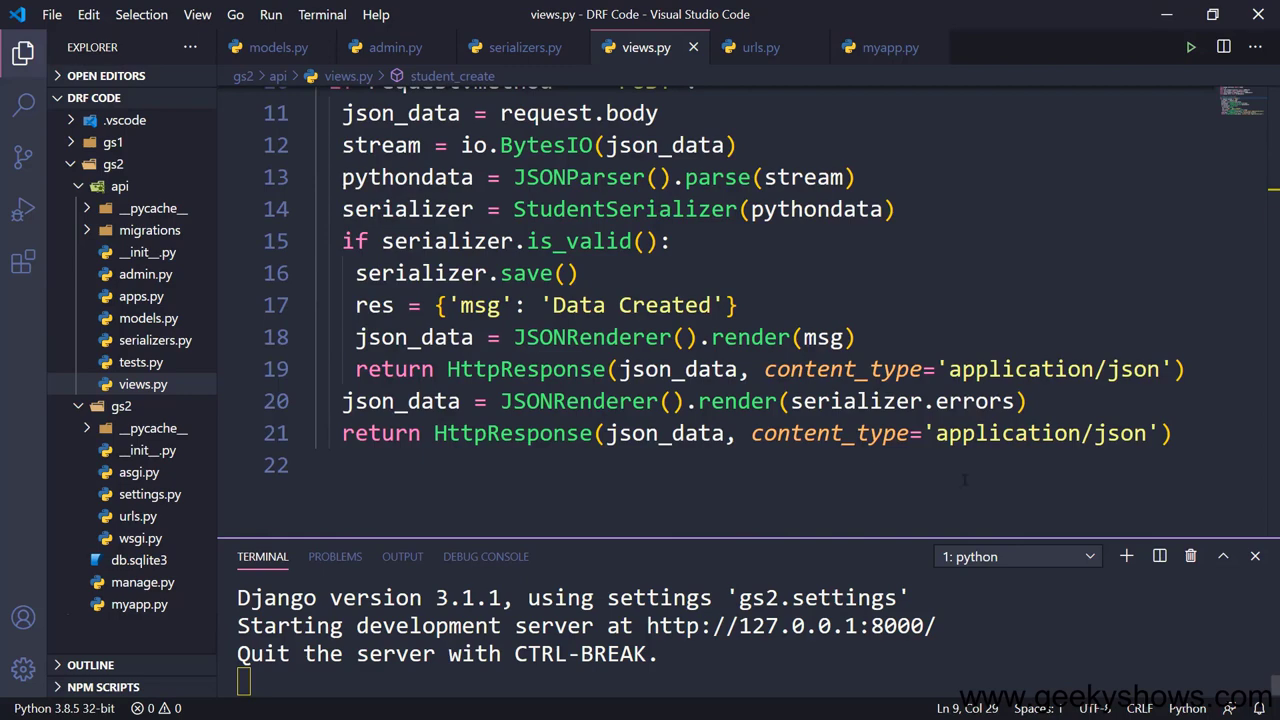 File Edit Selection View Go Run Terminal Help views.py - DRF Code - Visual Studio Code
EXPLORER ... models.py admin.py serializers.py views.py urls.py myapp.py
OPEN EDITORS
gs2 > api > views.py > student_create
DRF CODE
.vscode
gs1
gs2
api
__pycache__
migrations
__init__.py
admin.py
apps.py
models.py
serializers.py
tests.py
views.py
gs2
__pycache__
__init__.py
asgi.py
settings.py
urls.py
wsgi.py
db.sqlite3
manage.py
myapp.py
OUTLINE
NPM SCRIPTS
11 json_data = request.body
12 stream = io.BytesIO(json_data)
13 pythondata = JSONParser().parse(stream)
14 serializer = StudentSerializer(pythondata)
15 if serializer.is_valid():
16 serializer.save()
17 res = {'msg': 'Data Created'}
18 json_data = JSONRenderer().render(msg)
19 return HttpResponse(json_data, content_type='application/json')
20 json_data = JSONRenderer().render(serializer.errors)
21 return HttpResponse(json_data, content_type='application/json')
22
TERMINAL PROBLEMS OUTPUT DEBUG CONSOLE 1: python
Django version 3.1.1, using settings 'gs2.settings'
Starting development server at http://127.0.0.1:8000/
Quit the server with CTRL-BREAK.
www.geekyshows.com
Python 3.8.5 32-bit 0 0 Ln 9, Col 29 Spaces: 1 UTF-8 CRLF Python